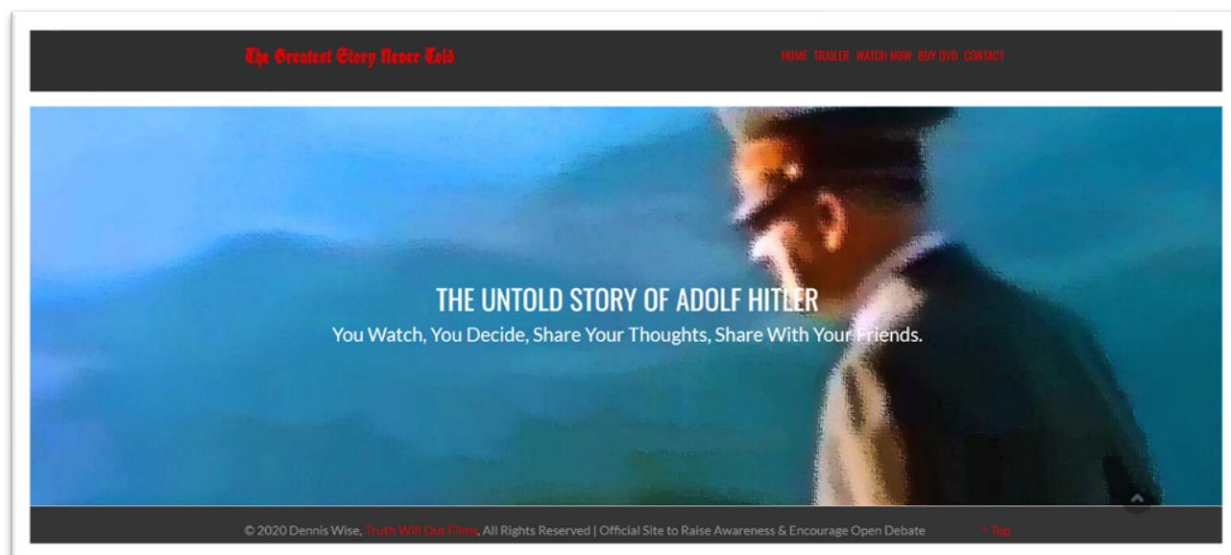 The Greatest Story Never Told
HOME TRAILER WATCH NOW BUY DVD CONTACT
THE UNTOLD STORY OF ADOLF HITLER
You Watch, You Decide, Share Your Thoughts, Share With Your Friends.
© 2020 Dennis Wise, Truth Will Out Films, All Rights Reserved | Official Site to Raise Awareness & Encourage Open Debate
^ Top